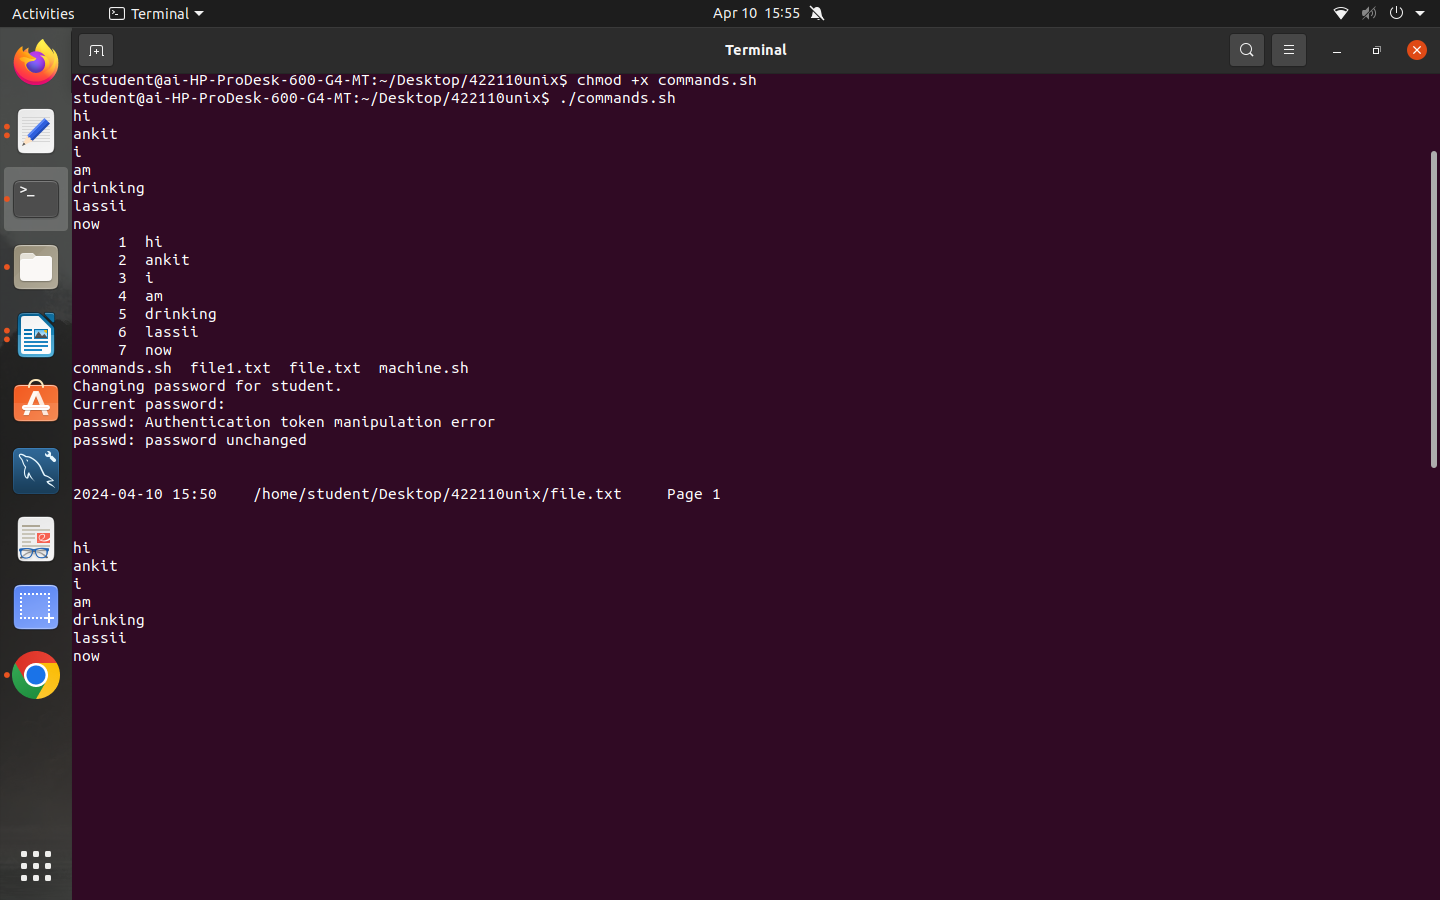 Activities
Terminal
Apr 10 15:55
Terminal
^Cstudent@ai-HP-ProDesk-600-G4-MT:~/Desktop/422110unix$ chmod +x commands.sh
student@ai-HP-ProDesk-600-G4-MT:~/Desktop/422110unix$ ./commands.sh
hi
ankit
i
am
drinking
lassii
now
     1  hi
     2  ankit
     3  i
     4  am
     5  drinking
     6  lassii
     7  now
commands.sh  file1.txt  file.txt  machine.sh
Changing password for student.
Current password:
passwd: Authentication token manipulation error
passwd: password unchanged
2024-04-10 15:50    /home/student/Desktop/422110unix/file.txt     Page 1
hi
ankit
i
am
drinking
lassii
now